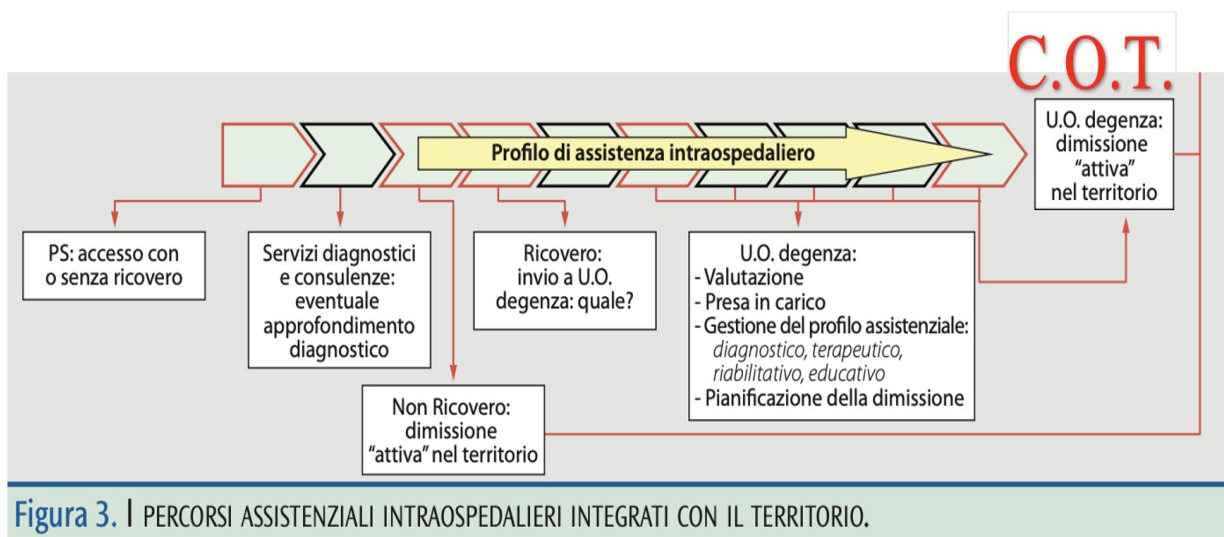 C.O.T.
U.O. degenza:
dimissione
“attiva”
nel territorio
Profilo di assistenza intraospedaliero
PS: accesso con
o senza ricovero
Servizi diagnostici
e consulenze:
eventuale
approfondimento
diagnostico
Ricovero:
invio a U.O.
degenza: quale?
U.O. degenza:
- Valutazione
- Presa in carico
- Gestione del profilo assistenziale:
diagnostico, terapeutico,
riabilitativo, educativo
- Pianificazione della dimissione
Non Ricovero:
dimissione
“attiva” nel territorio
Figura 3. I PERCORSI ASSISTENZIALI INTRAOSPEDALIERI INTEGRATI CON IL TERRITORIO.